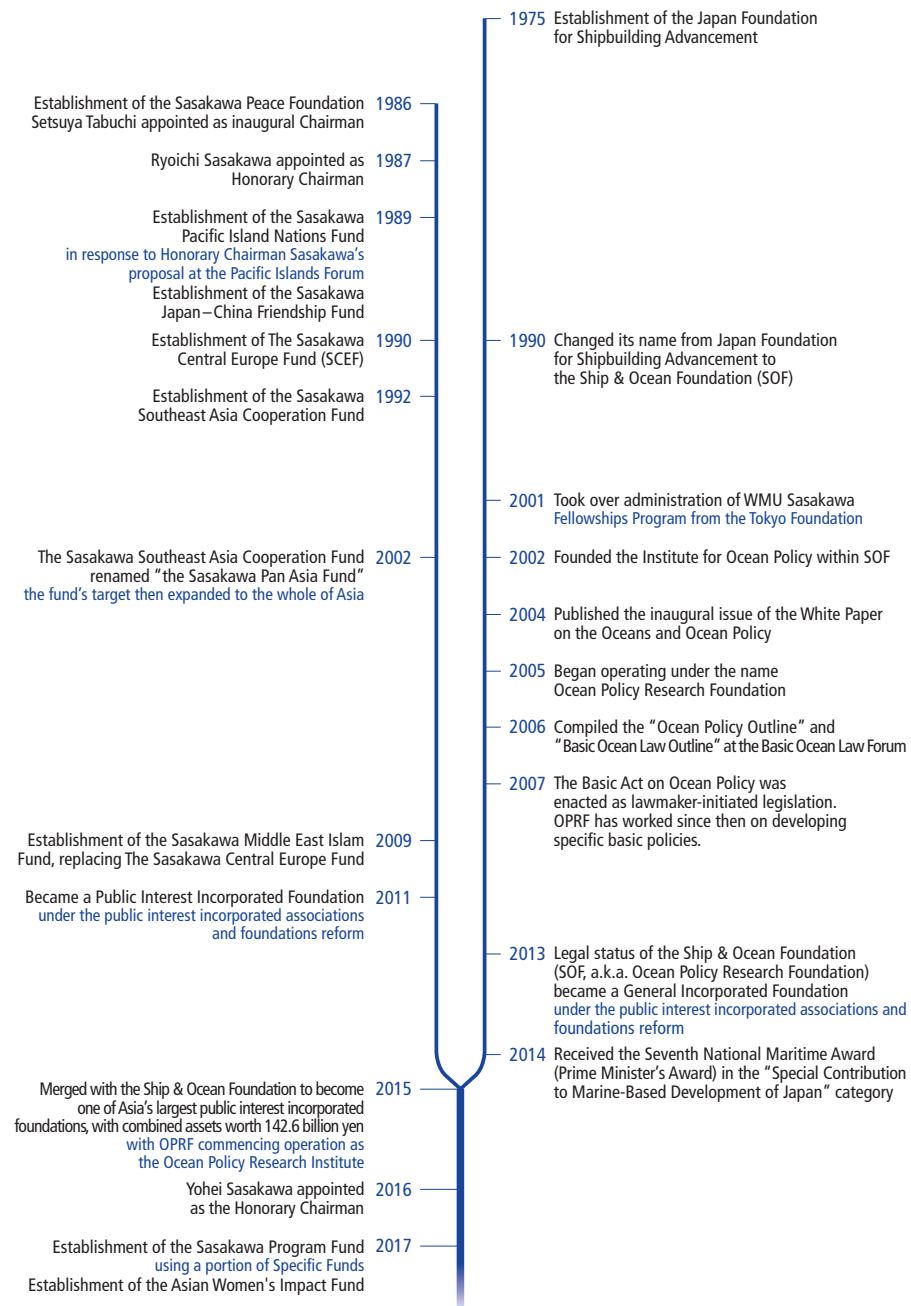 1975 Establishment of the Japan Foundation
for Shipbuilding Advancement
Establishment of the Sasakawa Peace Foundation 1986
Setsuya Tabuchi appointed as inaugural Chairman
Ryoichi Sasakawa appointed as 1987
Honorary Chairman
Establishment of the Sasakawa 1989
Pacific Island Nations Fund
in response to Honorary Chairman Sasakawa's
proposal at the Pacific Islands Forum
Establishment of the Sasakawa
Japan–China Friendship Fund
Establishment of The Sasakawa 1990
Central Europe Fund (SCEF)
1990 Changed its name from Japan Foundation
for Shipbuilding Advancement to
the Ship & Ocean Foundation (SOF)
Establishment of the Sasakawa 1992
Southeast Asia Cooperation Fund
2001 Took over administration of WMU Sasakawa
Fellowships Program from the Tokyo Foundation
The Sasakawa Southeast Asia Cooperation Fund 2002
renamed "the Sasakawa Pan Asia Fund"
the fund's target then expanded to the whole of Asia
2002 Founded the Institute for Ocean Policy within SOF
2004 Published the inaugural issue of the White Paper
on the Oceans and Ocean Policy
2005 Began operating under the name
Ocean Policy Research Foundation
2006 Compiled the "Ocean Policy Outline" and
"Basic Ocean Law Outline" at the Basic Ocean Law Forum
2007 The Basic Act on Ocean Policy was
enacted as lawmaker-initiated legislation.
OPRF has worked since then on developing
specific basic policies.
Establishment of the Sasakawa Middle East Islam 2009
Fund, replacing The Sasakawa Central Europe Fund
Became a Public Interest Incorporated Foundation 2011
under the public interest incorporated associations
and foundations reform
2013 Legal status of the Ship & Ocean Foundation
(SOF, a.k.a. Ocean Policy Research Foundation)
became a General Incorporated Foundation
under the public interest incorporated associations and
foundations reform
2014 Received the Seventh National Maritime Award
(Prime Minister's Award) in the "Special Contribution
to Marine-Based Development of Japan" category
Merged with the Ship & Ocean Foundation to become 2015
one of Asia's largest public interest incorporated
foundations, with combined assets worth 142.6 billion yen
with OPRF commencing operation as
the Ocean Policy Research Institute
Yohei Sasakawa appointed 2016
as the Honorary Chairman
Establishment of the Sasakawa Program Fund 2017
using a portion of Specific Funds
Establishment of the Asian Women's Impact Fund